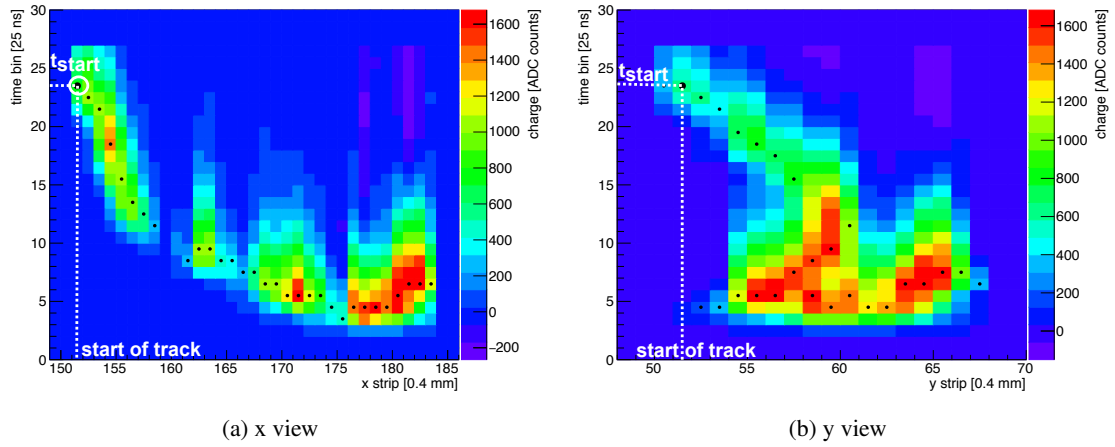 time bin [25 ns]
30
25
20
15
10
5
0
tstart
start of track
150 155 160 165 170 175 180 185
x strip [0.4 mm]
1600
1400
1200
1000
800
600
400
200
0
−200
charge [ADC counts]
(a) x view
time bin [25 ns]
30
25
20
15
10
5
0
tstart
start of track
50 55 60 65 70
y strip [0.4 mm]
1600
1400
1200
1000
800
600
400
200
0
charge [ADC counts]
(b) y view